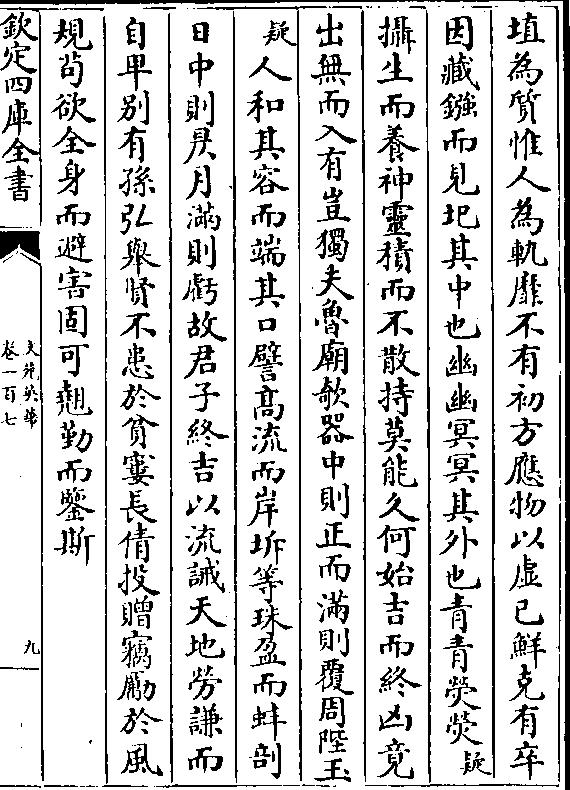 埴為質惟人為軌靡不有初方應物以虚已鮮克有卒
因藏鏹而見圯其中也幽幽冥冥其外也青青熒熒疑
攝生而養神靈積而不散持莫能久何始吉而終凶竟
出無而入有豈獨夫魯廟欹器中則正而滿則覆周陛玉
疑人和其容而端其口譬高流而岸坼等珠盈而蚌剖
日中則昃月滿則虧故君子終吉以流誡天地勞謙而
自卑别有孫弘舉賢不患於貧窶長倩投贈竊勵於風
規茍欲全身而避害固可翹勤而鑒斯
欽定四庫全書
文苑英華
卷一百七
九